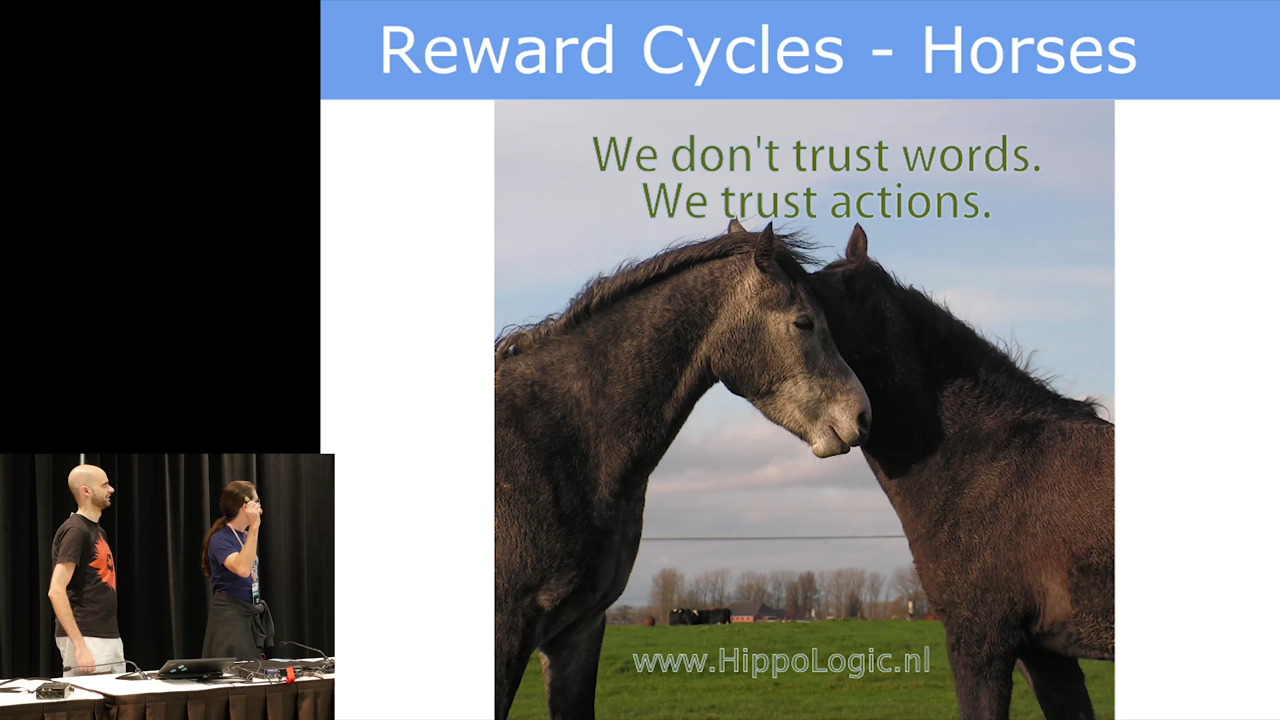 Reward Cycles - Horses
We don't trust words.
We trust actions.
www.HippoLogic.nl